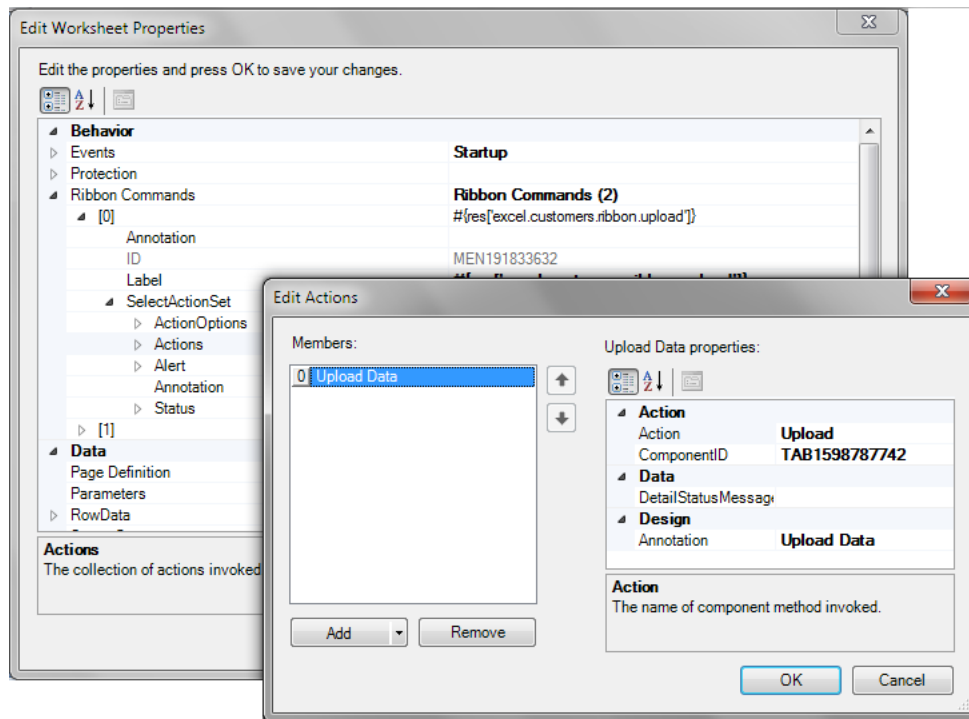 Edit Worksheet Properties
Edit the properties and press OK to save your changes.
Behavior
Events Startup
Protection
Ribbon Commands Ribbon Commands (2)
[0] #{res['excel.customers.ribbon.upload']}
Annotation
ID MEN191833632
Label
SelectActionSet
ActionOptions
Actions
Alert
Annotation
Status
[1]
Data
Page Definition
Parameters
RowData
Actions
The collection of actions invoked
Edit Actions
Members:
0 Upload Data
Add
Remove
Upload Data properties:
Action
Action Upload
ComponentID TAB1598787742
Data
DetailStatusMessage
Design
Annotation Upload Data
Action
The name of component method invoked.
OK
Cancel